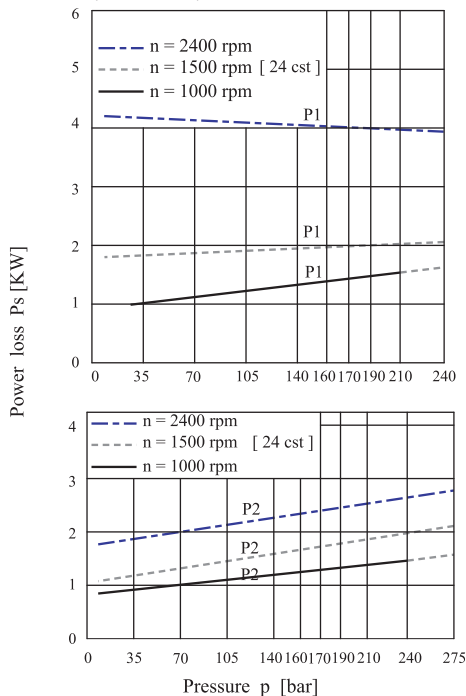 6
n = 2400 rpm
n = 1500 rpm [ 24 cst ]
n = 1000 rpm
5
P1
4
3
P1
2
P1
1
0
0 35 70 105 140 160 170 190 210 240
Power loss Ps [KW]
4
n = 2400 rpm
n = 1500 rpm [ 24 cst ]
n = 1000 rpm
3
P2
2
P2
P2
1
0
0 35 70 105 140 160 170 190 210 240 275
Pressure p [bar]